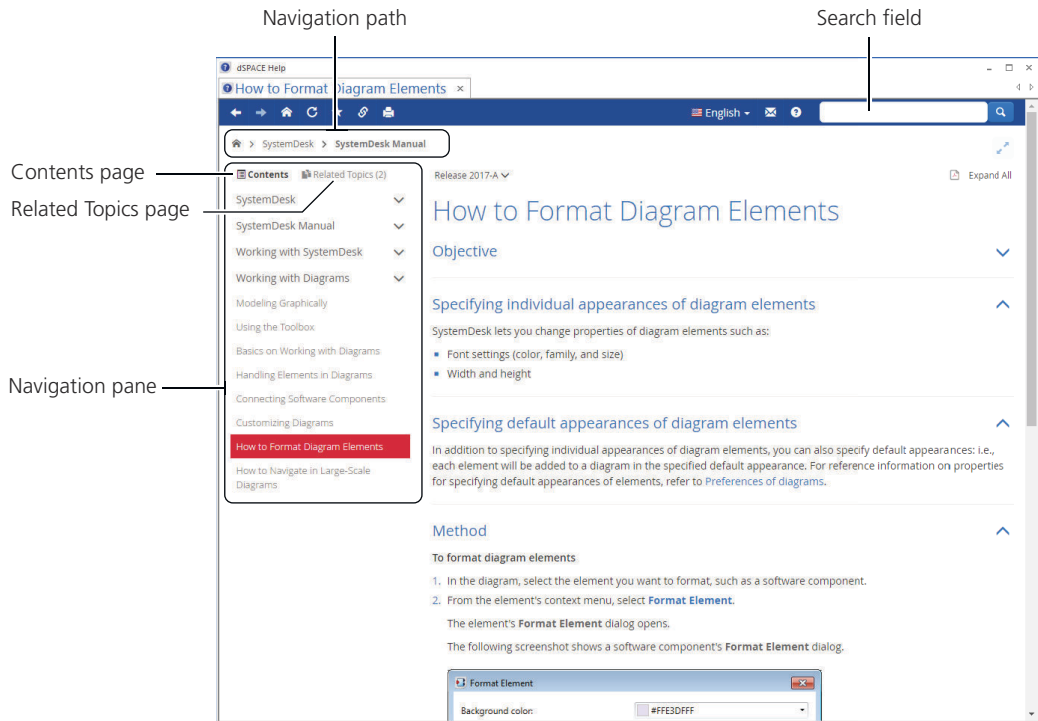 Navigation path
Search field
dSPACE Help
How to Format Diagram Elements
English
SystemDesk > SystemDesk Manual
Contents page
Contents
Related Topics (2)
Release 2017-A
Expand All
Related Topics page
SystemDesk
SystemDesk Manual
Working with SystemDesk
Working with Diagrams
Modeling Graphically
Using the Toolbox
Basics on Working with Diagrams
Handling Elements in Diagrams
Connecting Software Components
Customizing Diagrams
How to Format Diagram Elements
How to Navigate in Large-Scale
Diagrams
Navigation pane
How to Format Diagram Elements
Objective
Specifying individual appearances of diagram elements
SystemDesk lets you change properties of diagram elements such as:
Font settings (color, family, and size)
Width and height
Specifying default appearances of diagram elements
In addition to specifying individual appearances of diagram elements, you can also specify default appearances: i.e.,
each element will be added to a diagram in the specified default appearance. For reference information on properties
for specifying default appearances of elements, refer to Preferences of diagrams.
Method
To format diagram elements
1. In the diagram, select the element you want to format, such as a software component.
2. From the element's context menu, select Format Element.
The element's Format Element dialog opens.
The following screenshot shows a software component's Format Element dialog.
Format Element
Background color:
#FFE3DFFF